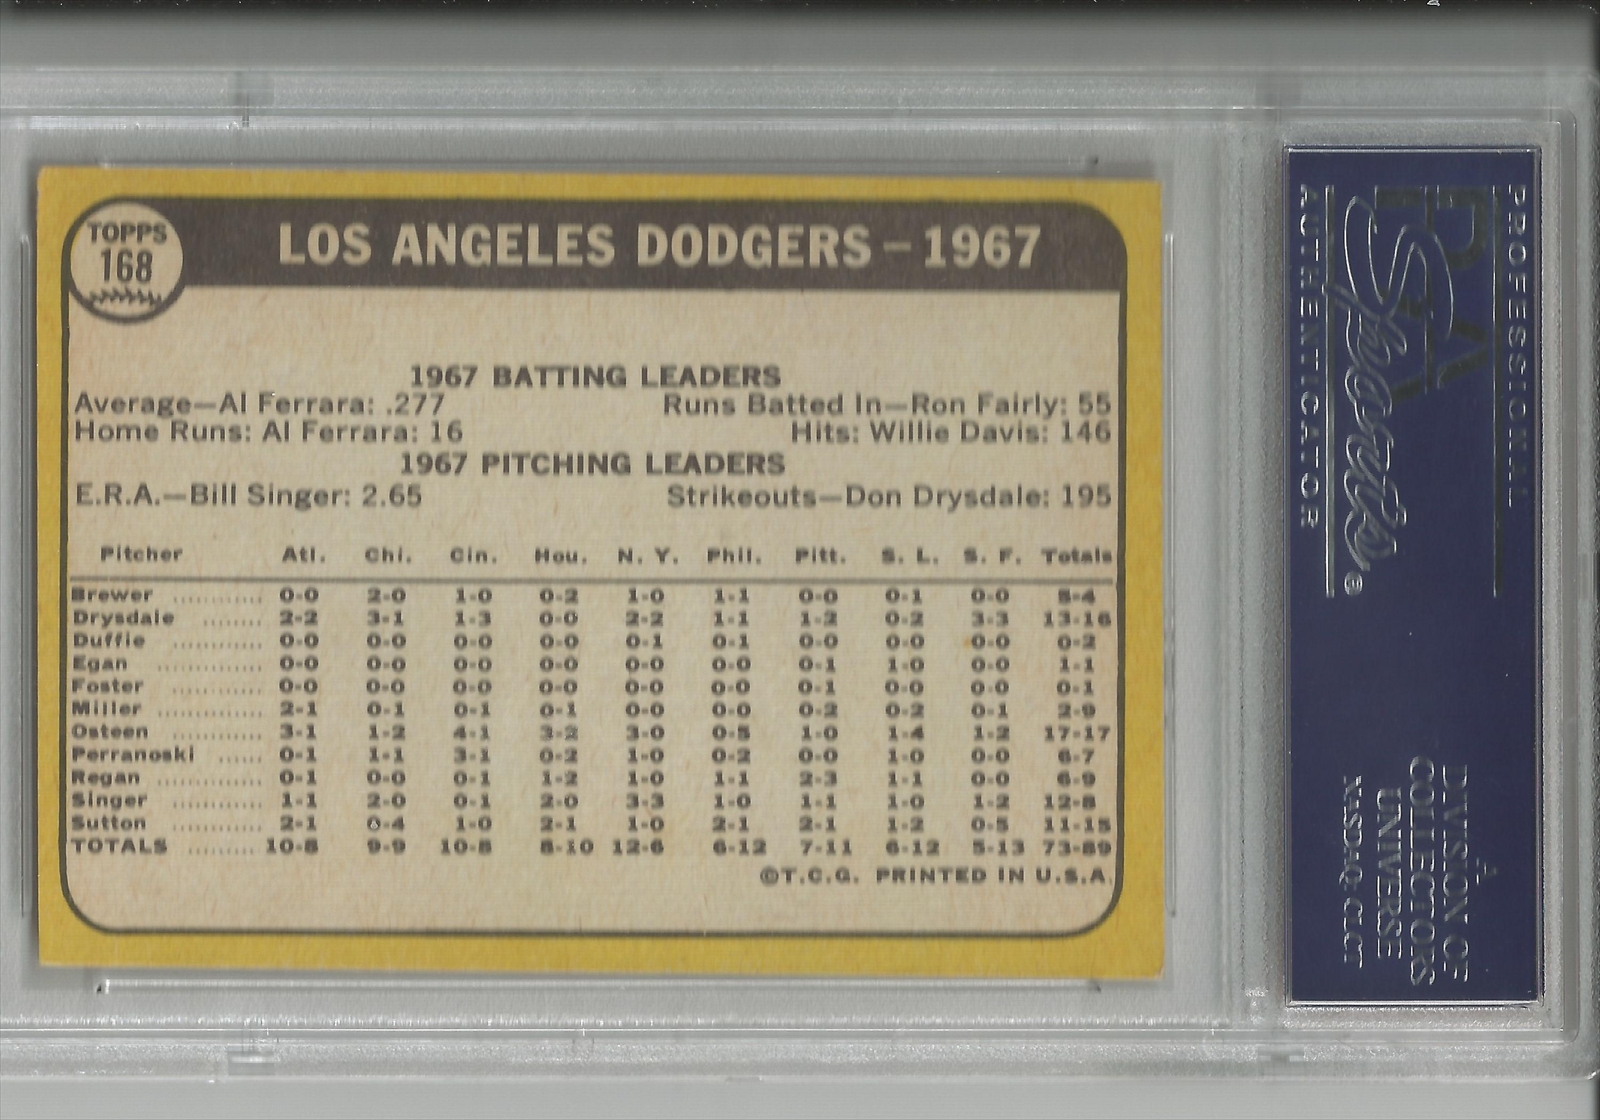 TOPPS
168
LOS ANGELES DODGERS – 1967
1967 BATTING LEADERS
Average—Al Ferrara: .277 Runs Batted In—Ron Fairly: 55
Home Runs: Al Ferrara: 16 Hits: Willie Davis: 146
1967 PITCHING LEADERS
E.R.A.—Bill Singer: 2.65 Strikeouts—Don Drysdale: 195
Pitcher Atl. Chi. Cin. Hou. N. Y. Phil. Pitt. S. L. S. F. Totals
Brewer ........... 0-0 2-0 1-0 0-2 1-0 1-1 0-0 0-1 0-0 5-4
Drysdale ........ 2-2 3-1 1-3 0-0 2-2 1-1 1-2 0-2 3-3 13-16
Duffie ............ 0-0 0-0 0-0 0-0 0-1 0-1 0-0 0-0 0-0 0-2
Egan ............. 0-0 0-0 0-0 0-0 0-0 0-0 0-1 1-0 0-0 1-1
Foster ........... 0-0 0-0 0-0 0-0 0-0 0-0 0-1 0-0 0-0 0-1
Miller ............. 2-1 0-1 0-1 0-1 0-0 0-0 0-2 0-2 0-1 2-9
Osteen ........... 3-1 1-2 4-1 3-2 3-0 0-5 1-0 1-4 1-2 17-17
Perranoski ...... 0-1 1-1 3-1 0-2 1-0 0-2 0-0 1-0 0-0 6-7
Regan ............ 0-1 0-0 0-1 1-2 1-0 1-1 2-3 1-1 0-0 6-9
Singer ............ 1-1 2-0 0-1 2-0 3-3 1-0 1-1 1-0 1-2 12-8
Sutton ........... 2-1 0-4 1-0 2-1 1-0 2-1 2-1 1-2 0-5 11-15
TOTALS ......... 10-8 9-9 10-8 8-10 12-6 6-12 7-11 6-12 5-13 73-89
©T.C.G. PRINTED IN U.S.A.
PROFESSIONAL
PSA
Sports
AUTHENTICATOR
®
A
DIVISION OF
COLLECTORS
UNIVERSE
NASDAQ: CLCT